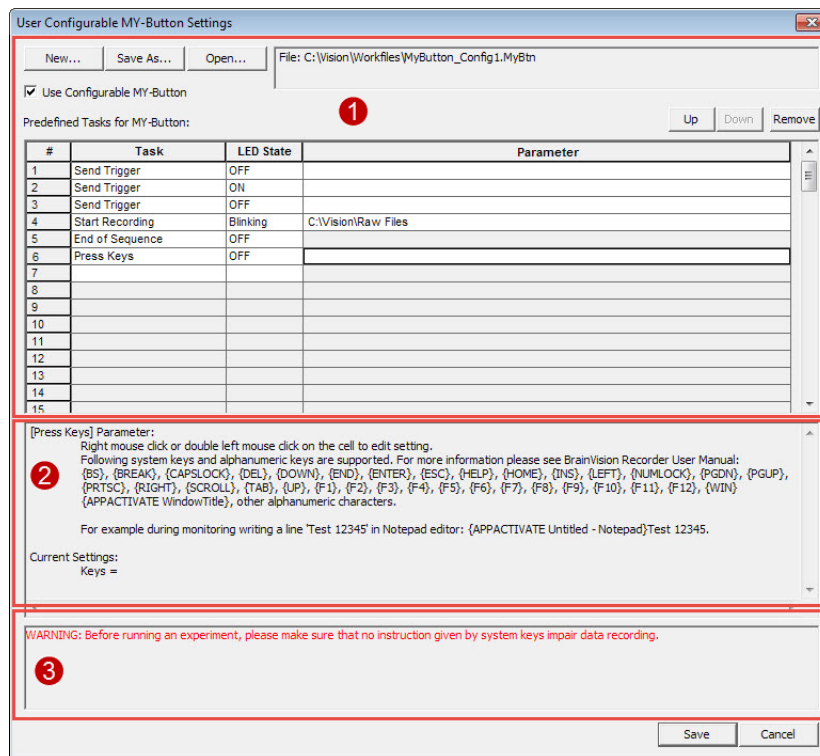 User Configurable MY-Button Settings
New... Save As... Open... File: C:\Vision\Workfiles\MyButton_Config1.MyBtn
Use Configurable MY-Button
1
Predefined Tasks for MY-Button: Up Down Remove
# Task LED State Parameter
1 Send Trigger OFF
2 Send Trigger ON
3 Send Trigger OFF
4 Start Recording Blinking C:\Vision\Raw Files
5 End of Sequence OFF
6 Press Keys OFF
7
8
9
10
11
12
13
14
15
[Press Keys] Parameter:
Right mouse click or double left mouse click on the cell to edit setting.
Following system keys and alphanumeric keys are supported. For more information please see BrainVision Recorder User Manual:
2 {BS}, {BREAK}, {CAPSLOCK}, {DEL}, {DOWN}, {END}, {ENTER}, {ESC}, {HELP}, {HOME}, {INS}, {LEFT}, {NUMLOCK}, {PGDN}, {PGUP},
{PRTSC}, {RIGHT}, {SCROLL}, {TAB}, {UP}, {F1}, {F2}, {F3}, {F4}, {F5}, {F6}, {F7}, {F8}, {F9}, {F10}, {F11}, {F12}, {WIN}
{APPACTIVATE WindowTitle}, other alphanumeric characters.
For example during monitoring writing a line 'Test 12345' in Notepad editor: {APPACTIVATE Untitled - Notepad}Test 12345.
Current Settings:
Keys =
WARNING: Before running an experiment, please make sure that no instruction given by system keys impair data recording.
3
Save Cancel